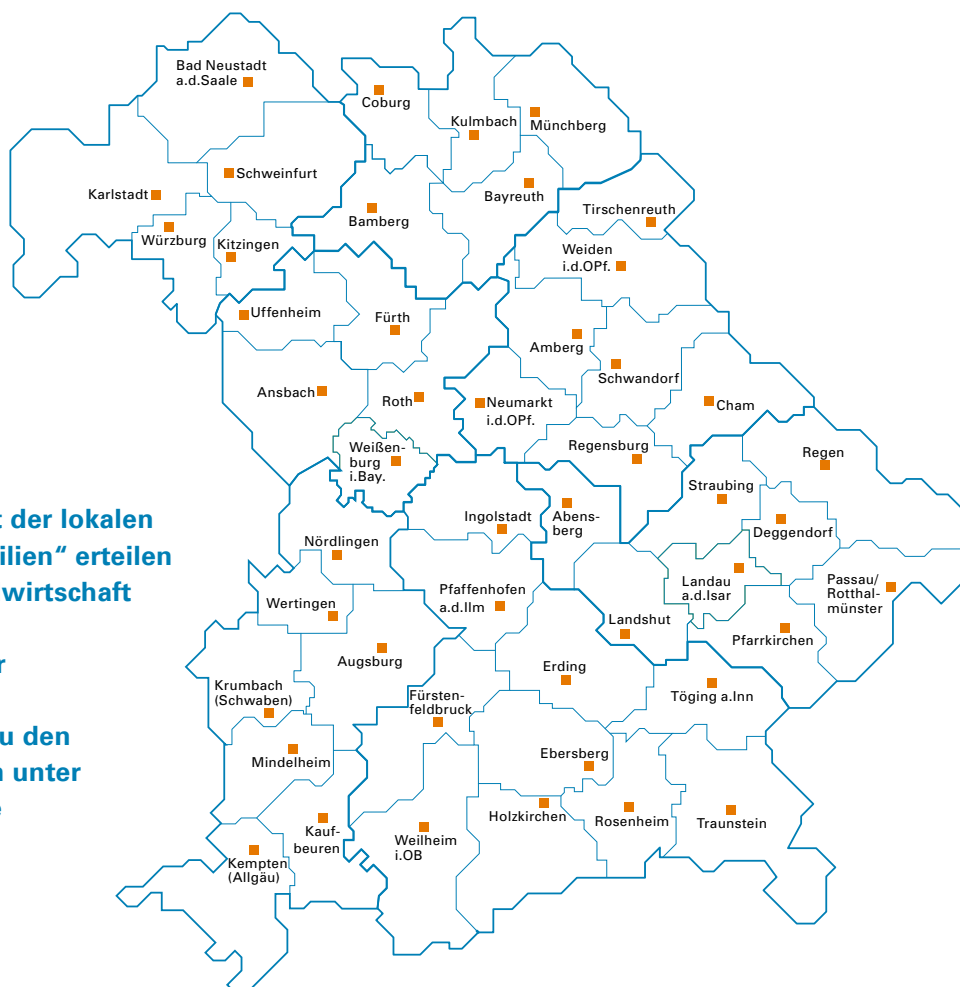 Bad Neustadt
a.d.Saale
Coburg
Kulmbach
Münchberg
Schweinfurt
Karlstadt
Bayreuth
Bamberg
Tirschenreuth
Würzburg
Kitzingen
Weiden
i.d.OPf.
Uffenheim
Fürth
Amberg
Schwandorf
Ansbach
Roth
Neumarkt
i.d.OPf.
Cham
Weißen-
burg
i.Bay.
Regensburg
Regen
Straubing
Ingolstadt
Abens-
berg
Deggendorf
Nördlingen
Pfaffenhofen
a.d.Ilm
Landau
a.d.Isar
Passau/
Rotthal-
münster
Wertingen
Landshut
Pfarrkirchen
Augsburg
Erding
Krumbach
(Schwaben)
Fürsten-
feldbruck
Töging a.Inn
Mindelheim
Ebersberg
Kauf-
beuren
Weilheim
i.OB
Holzkirchen
Rosenheim
Traunstein
Kempten
(Allgäu)
t der lokalen
ilien“ erteilen
wirtschaft
r
u den
n unter
e